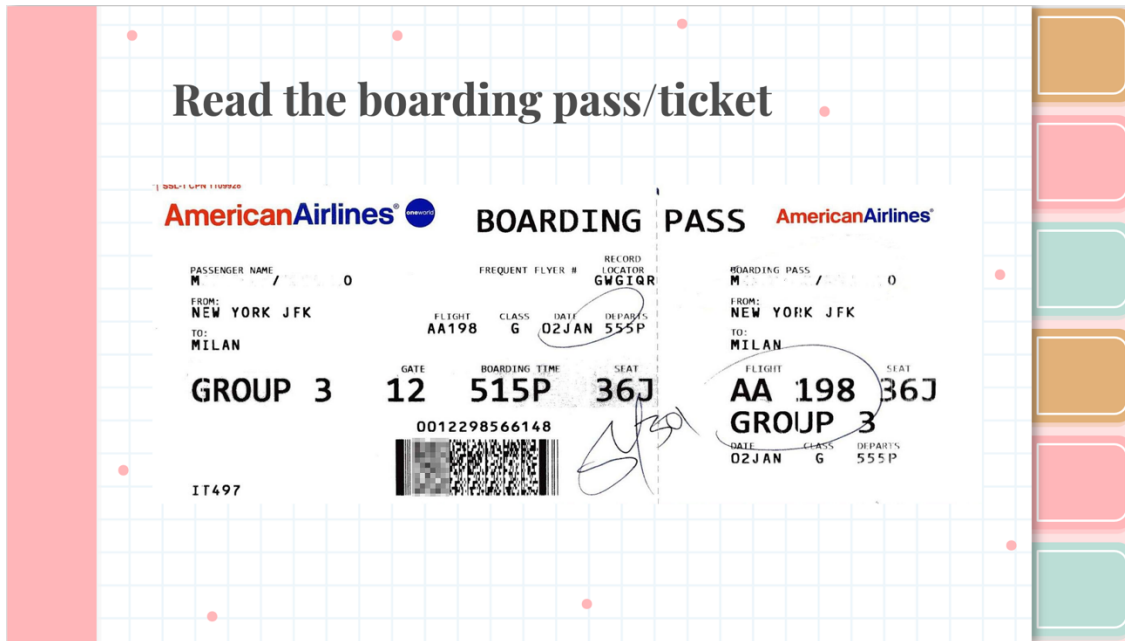 Read the boarding pass/ticket
SSL-T CPN 1109928
AmericanAirlines® oneworld
BOARDING PASS
AmericanAirlines®
PASSENGER NAME
M / O
FREQUENT FLYER #
RECORD
LOCATOR
GWGIQR
FROM:
NEW YORK JFK
TO:
MILAN
FLIGHT CLASS DATE DEPARTS
AA198 G 02JAN 555P
GATE BOARDING TIME SEAT
GROUP 3 12 515P 36J
0012298566148
IT497
BOARDING PASS
M / O
FROM:
NEW YORK JFK
TO:
MILAN
FLIGHT SEAT
AA 198 36J
GROUP 3
DATE CLASS DEPARTS
02JAN G 555P